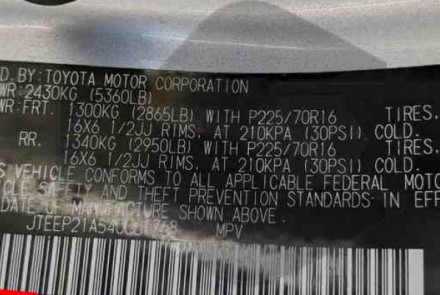 D. BY:TOYOTA MOTOR CORPORATION
WR:2430KG (5360LB)
WR:FRT. 1300KG (2865LB) WITH P225/70R16 TIRES.
16X6 1/2JJ RIMS, AT 210KPA (30PSI) COLD.
RR. 1340KG (2950LB) WITH P225/70R16 TIRES.
16X6 1/2JJ RIMS, AT 210KPA (30PSI) COLD.
S VEHICLE CONFORMS TO ALL APPLICABLE FEDERAL MOTO
ICLE SAFETY AND THEFT PREVENTION STANDARDS IN EFF
DATE OF MANUFACTURE SHOWN ABOVE.
MPV